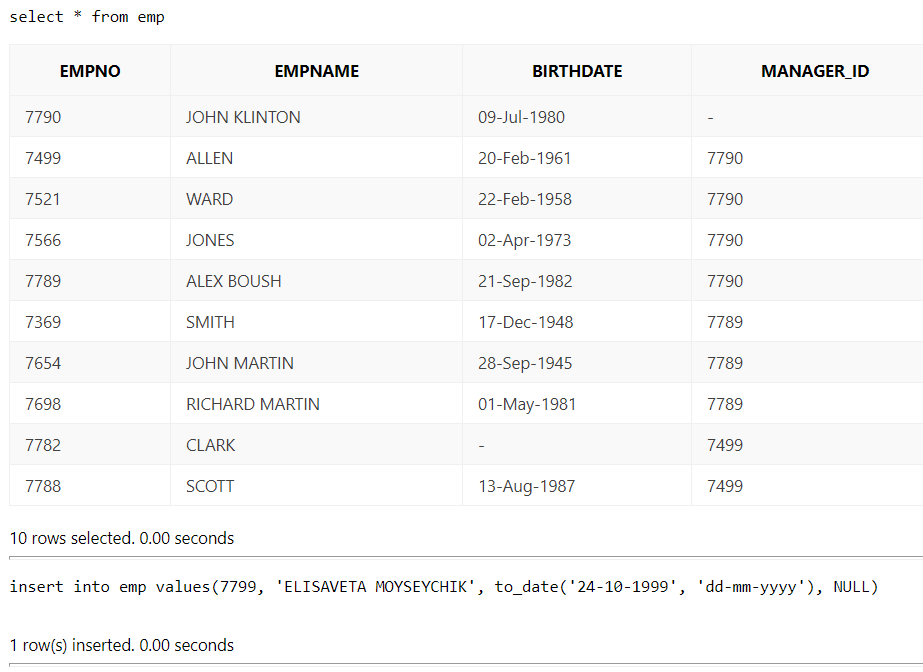 select * from emp
EMPNO EMPNAME BIRTHDATE MANAGER_ID
7790 JOHN KLINTON 09-Jul-1980 -
7499 ALLEN 20-Feb-1961 7790
7521 WARD 22-Feb-1958 7790
7566 JONES 02-Apr-1973 7790
7789 ALEX BOUSH 21-Sep-1982 7790
7369 SMITH 17-Dec-1948 7789
7654 JOHN MARTIN 28-Sep-1945 7789
7698 RICHARD MARTIN 01-May-1981 7789
7782 CLARK - 7499
7788 SCOTT 13-Aug-1987 7499
10 rows selected. 0.00 seconds
insert into emp values(7799, 'ELISAVETA MOYSEYCHIK', to_date('24-10-1999', 'dd-mm-yyyy'), NULL)
1 row(s) inserted. 0.00 seconds